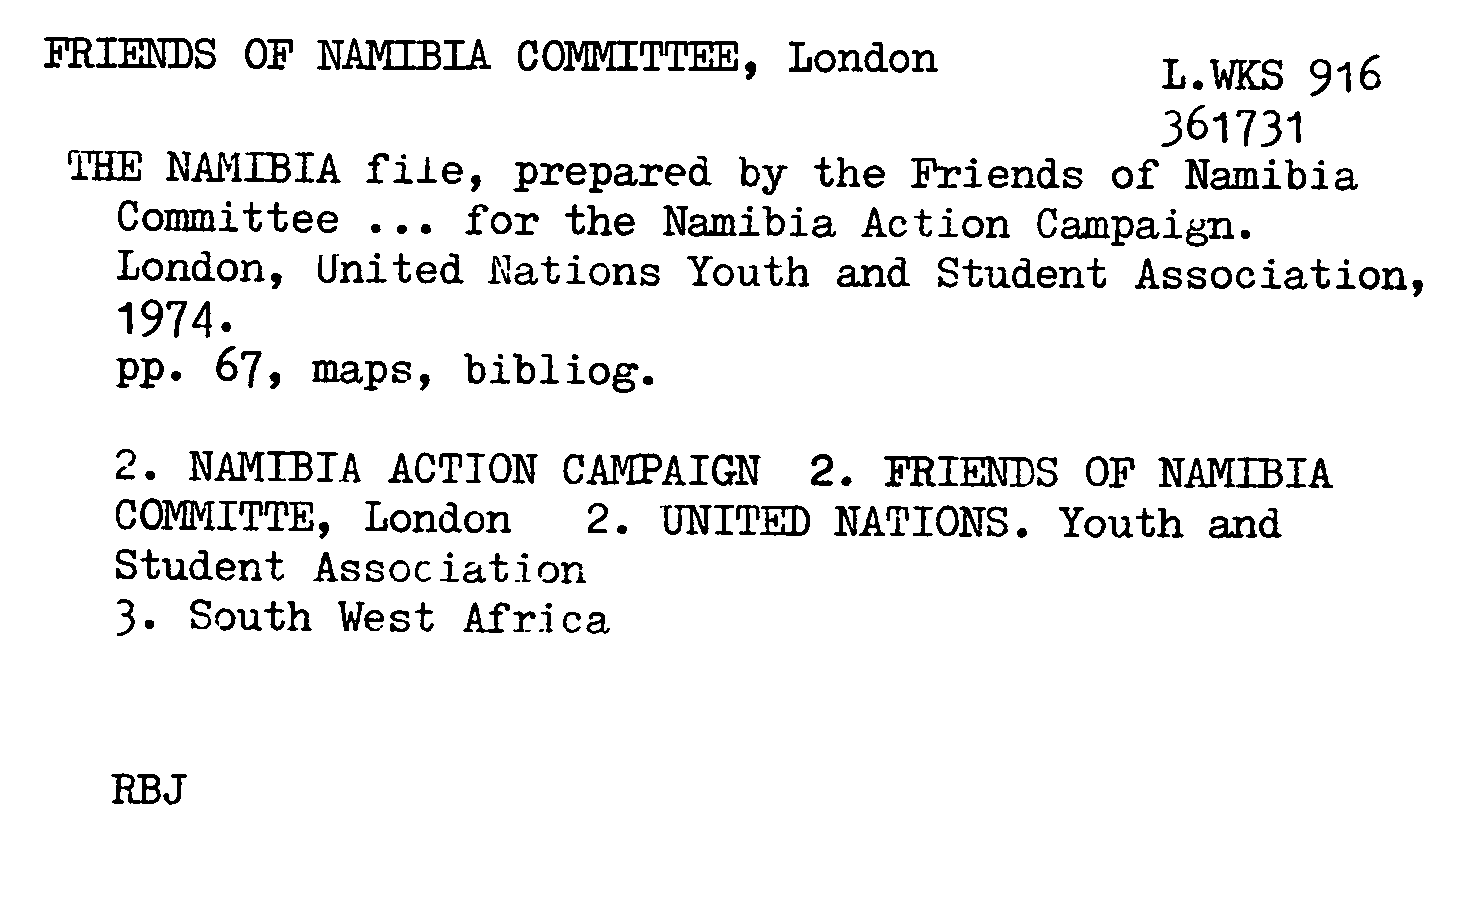 FRIENDS OF NAMIBIA COMMITTEE, London
L.WKS 916
361731
THE NAMIBIA file, prepared by the Friends of Namibia
Committee ... for the Namibia Action Campaign.
London, United Nations Youth and Student Association,
1974.
pp. 67, maps, bibliog.
2. NAMIBIA ACTION CAMPAIGN 2. FRIENDS OF NAMIBIA
COMMITTE, London 2. UNITED NATIONS. Youth and
Student Association
3. South West Africa
RBJ